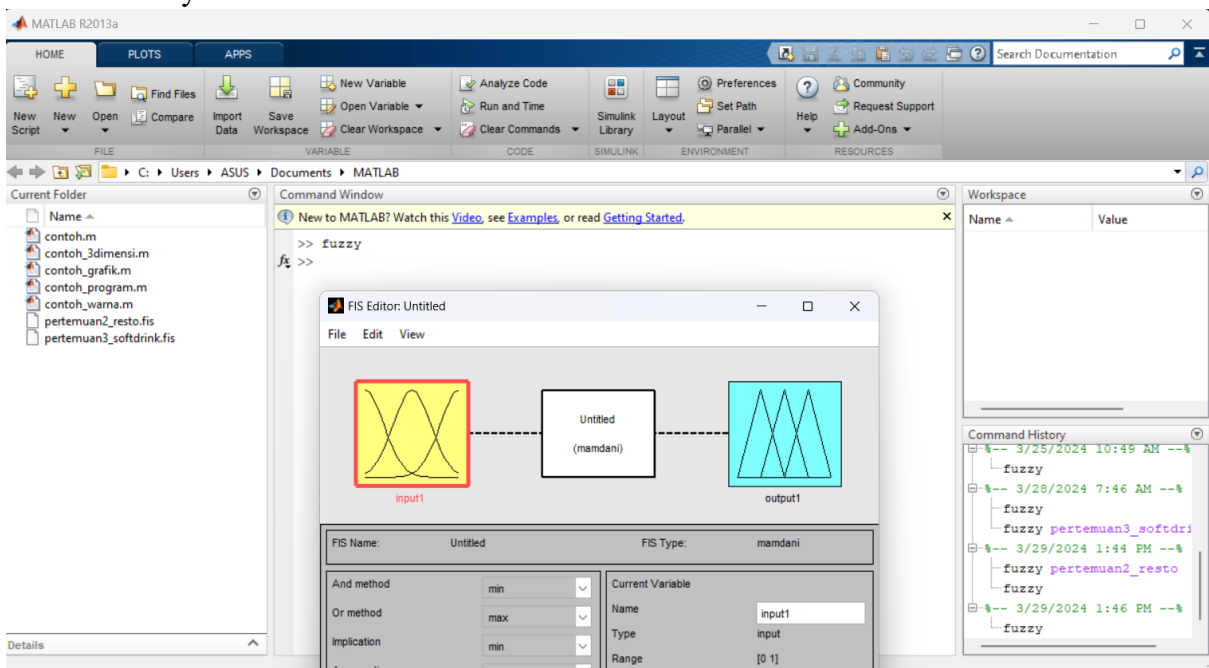 MATLAB R2013a
HOME PLOTS APPS
Search Documentation
New Script
New
Open
Find Files
Compare
Import Data
Save Workspace
New Variable
Open Variable
Clear Workspace
Analyze Code
Run and Time
Clear Commands
Simulink Library
Layout
Preferences
Set Path
Parallel
Help
Community
Request Support
Add-Ons
FILE VARIABLE CODE SIMULINK ENVIRONMENT RESOURCES
C: Users ASUS Documents MATLAB
Current Folder
Name
contoh.m
contoh_3dimensi.m
contoh_grafik.m
contoh_program.m
contoh_warna.m
pertemuan2_resto.fis
pertemuan3_softdrink.fis
Details
Command Window
New to MATLAB? Watch this Video, see Examples, or read Getting Started.
>> fuzzy
fx >>
FIS Editor: Untitled
File Edit View
Untitled
(mamdani)
input1
output1
FIS Name: Untitled FIS Type: mamdani
And method min
Or method max
Implication min
Current Variable
Name input1
Type input
Range [0 1]
Workspace
Name Value
Command History
%-- 3/25/2024 10:49 AM --%
fuzzy
%-- 3/28/2024 7:46 AM --%
fuzzy
fuzzy pertemuan3_softdri
%-- 3/29/2024 1:44 PM --%
fuzzy pertemuan2_resto
fuzzy
%-- 3/29/2024 1:46 PM --%
fuzzy